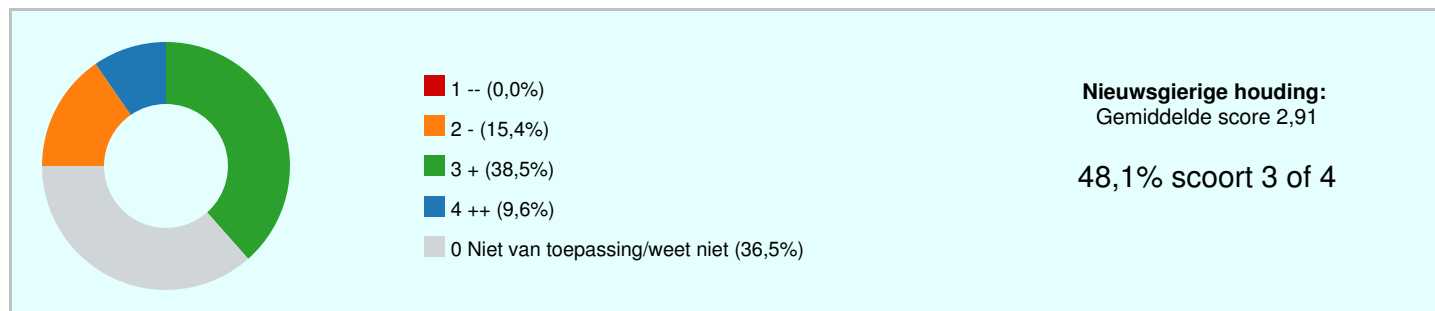 1 -- (0,0%)
2 - (15,4%)
3 + (38,5%)
4 ++ (9,6%)
0 Niet van toepassing/weet niet (36,5%)
Nieuwsgierige houding:
Gemiddelde score 2,91
48,1% scoort 3 of 4